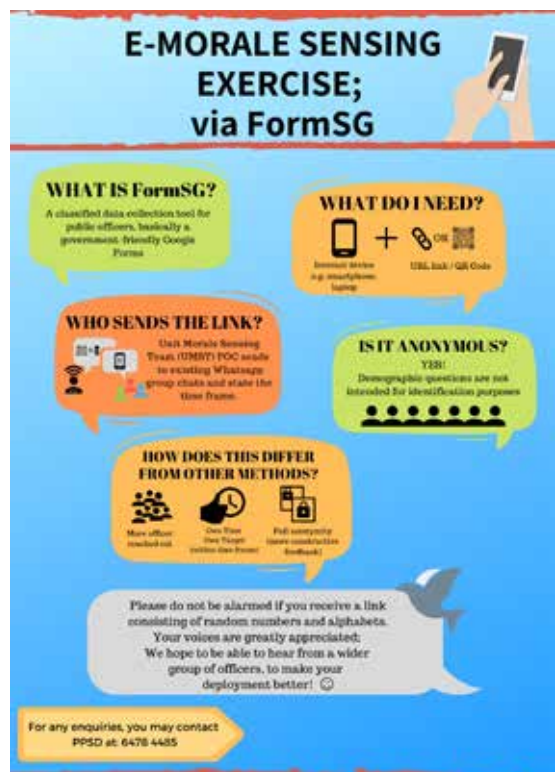 E-MORALE SENSING
EXERCISE;
via FormSG
WHAT IS FormSG?
A classified data collection tool for
public officers, basically a
government-friendly Google
Forms
WHAT DO I NEED?
OR
Internet device
e.g. smartphone,
laptop
URL link / QR Code
WHO SENDS THE LINK?
Unit Morale Sensing
Team (UMST) POC sends
to existing Whatsapp
group chats and state the
time frame.
IS IT ANONYMOUS?
YES!
Demographic questions are not
intended for identification purposes
HOW DOES THIS DIFFER
FROM OTHER METHODS?
More officer
reached out
Own Time
Own Target
(within time frame)
Full anonymity
(more constructive
feedback)
Please do not be alarmed if you receive a link
consisting of random numbers and alphabets.
Your voices are greatly appreciated;
We hope to be able to hear from a wider
group of officers, to make your
deployment better! ☺
For any enquiries, you may contact
PPSD at: 6478 4485